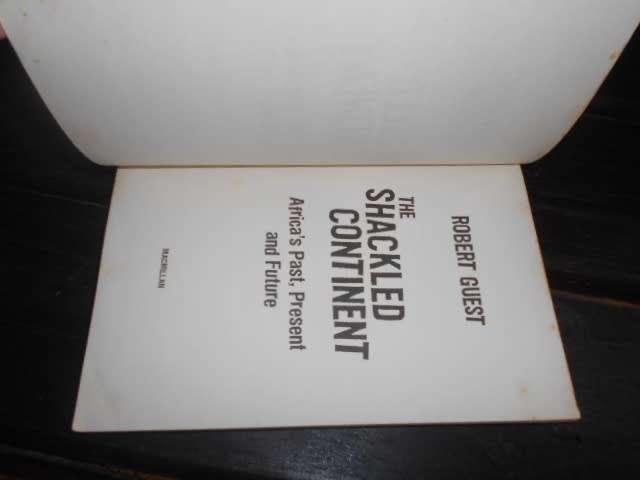 ROBERT GUEST
THE
SHACKLED
CONTINENT
Africa's Past, Present
and Future
MACMILLAN